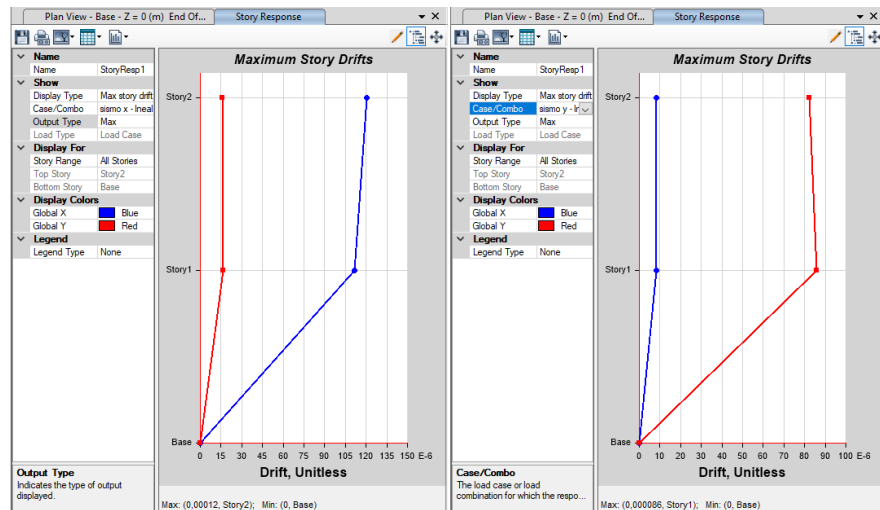 Plan View - Base - Z = 0 (m) End Of...
Story Response
Name
Name StoryResp1
Show
Display Type Max story drift
Case/Combo sismo x - lneal
Output Type Max
Load Type Load Case
Display For
Story Range All Stories
Top Story Story2
Bottom Story Base
Display Colors
Global X Blue
Global Y Red
Legend
Legend Type None
Output Type
Indicates the type of output
displayed.
Maximum Story Drifts
Story2
Story1
Base
0 15 30 45 60 75 90 105 120 135 150 E-6
Drift, Unitless
Max: (0,00012, Story2); Min: (0, Base)
Plan View - Base - Z = 0 (m) End Of...
Story Response
Name
Name StoryResp1
Show
Display Type Max story drift
Case/Combo sismo y - ln
Output Type Max
Load Type Load Case
Display For
Story Range All Stories
Top Story Story2
Bottom Story Base
Display Colors
Global X Blue
Global Y Red
Legend
Legend Type None
Case/Combo
The load case or load
combination for which the respo...
Maximum Story Drifts
Story2
Story1
Base
0 10 20 30 40 50 60 70 80 90 100 E-6
Drift, Unitless
Max: (0,000086, Story1); Min: (0, Base)